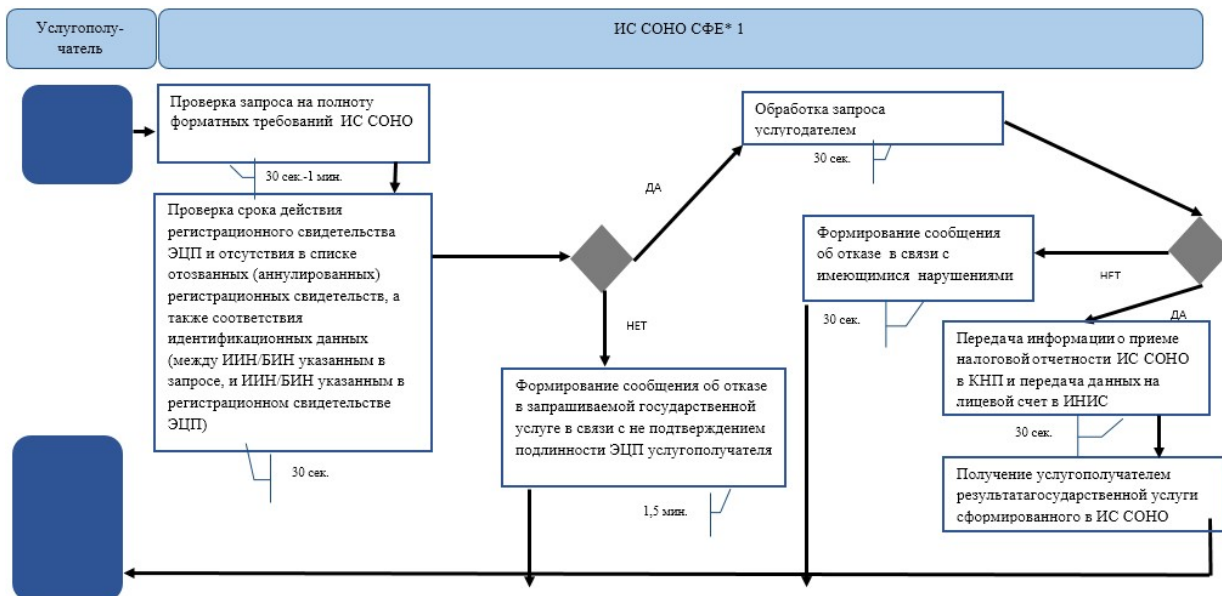 Услугополу-
чатель
ИС СОНО СФЕ* 1
Проверка запроса на полноту
форматных требований ИС СОНО
30 сек.-1 мин.
Проверка срока действия
регистрационного свидетельства
ЭЦП и отсутствия в списке
отозванных (аннулированных)
регистрационных свидетельств, а
также соответствия
идентификационных данных
(между ИИН/БИН указанным в
запросе, и ИИН/БИН указанным в
регистрационном свидетельстве
ЭЦП)
30 сек.
ДА
НЕТ
Формирование сообщения об отказе
в запрашиваемой государственной
услуге в связи с не подтверждением
подлинности ЭЦП услугополучателя
1,5 мин.
Обработка запроса
услугодателем
30 сек.
Формирование сообщения
об отказе в связи с
имеющимися нарушениями
30 сек.
НЕТ
ДА
Передача информации о приеме
налоговой отчетности ИС СОНО
в КНП и передача данных на
лицевой счет в ИНИС
30 сек.
Получение услугополучателем
результатагосударственной услуги
сформированного в ИС СОНО